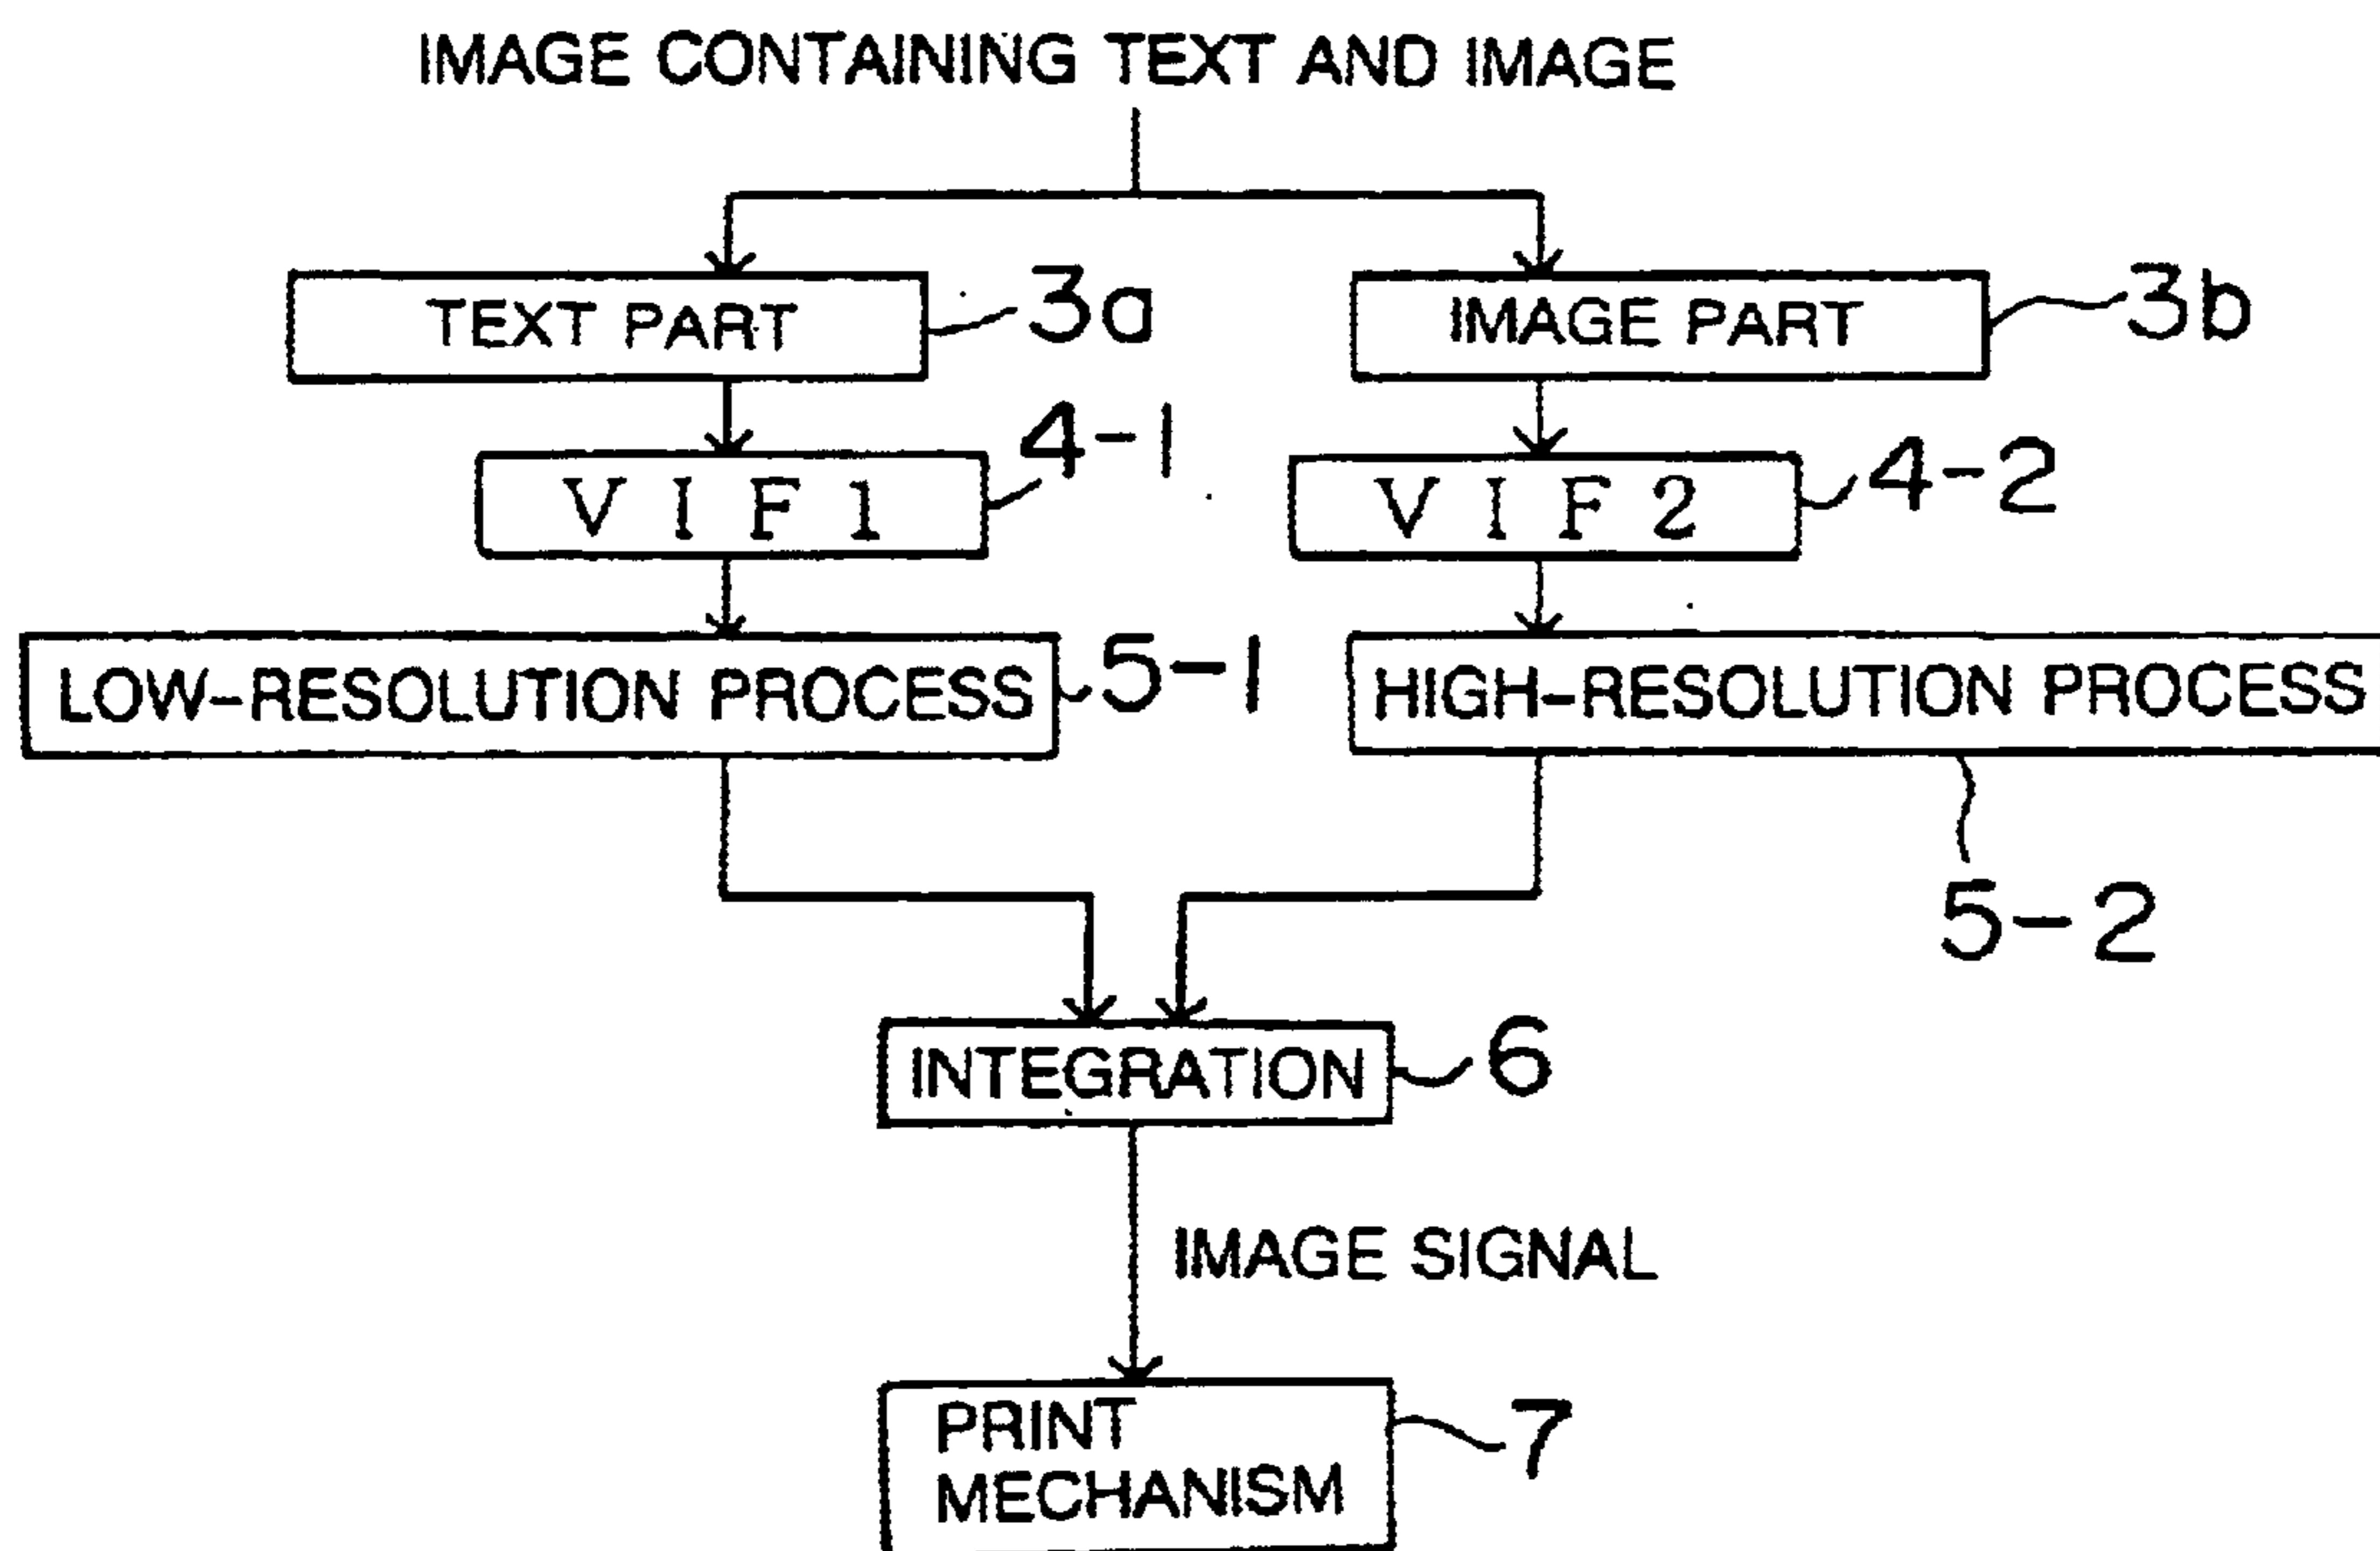 IMAGE CONTAINING TEXT AND IMAGE
TEXT PART
3a
IMAGE PART
3b
VIF1
4-1
VIF2
4-2
LOW-RESOLUTION PROCESS
5-1
HIGH-RESOLUTION PROCESS
5-2
INTEGRATION
6
IMAGE SIGNAL
PRINT
MECHANISM
7